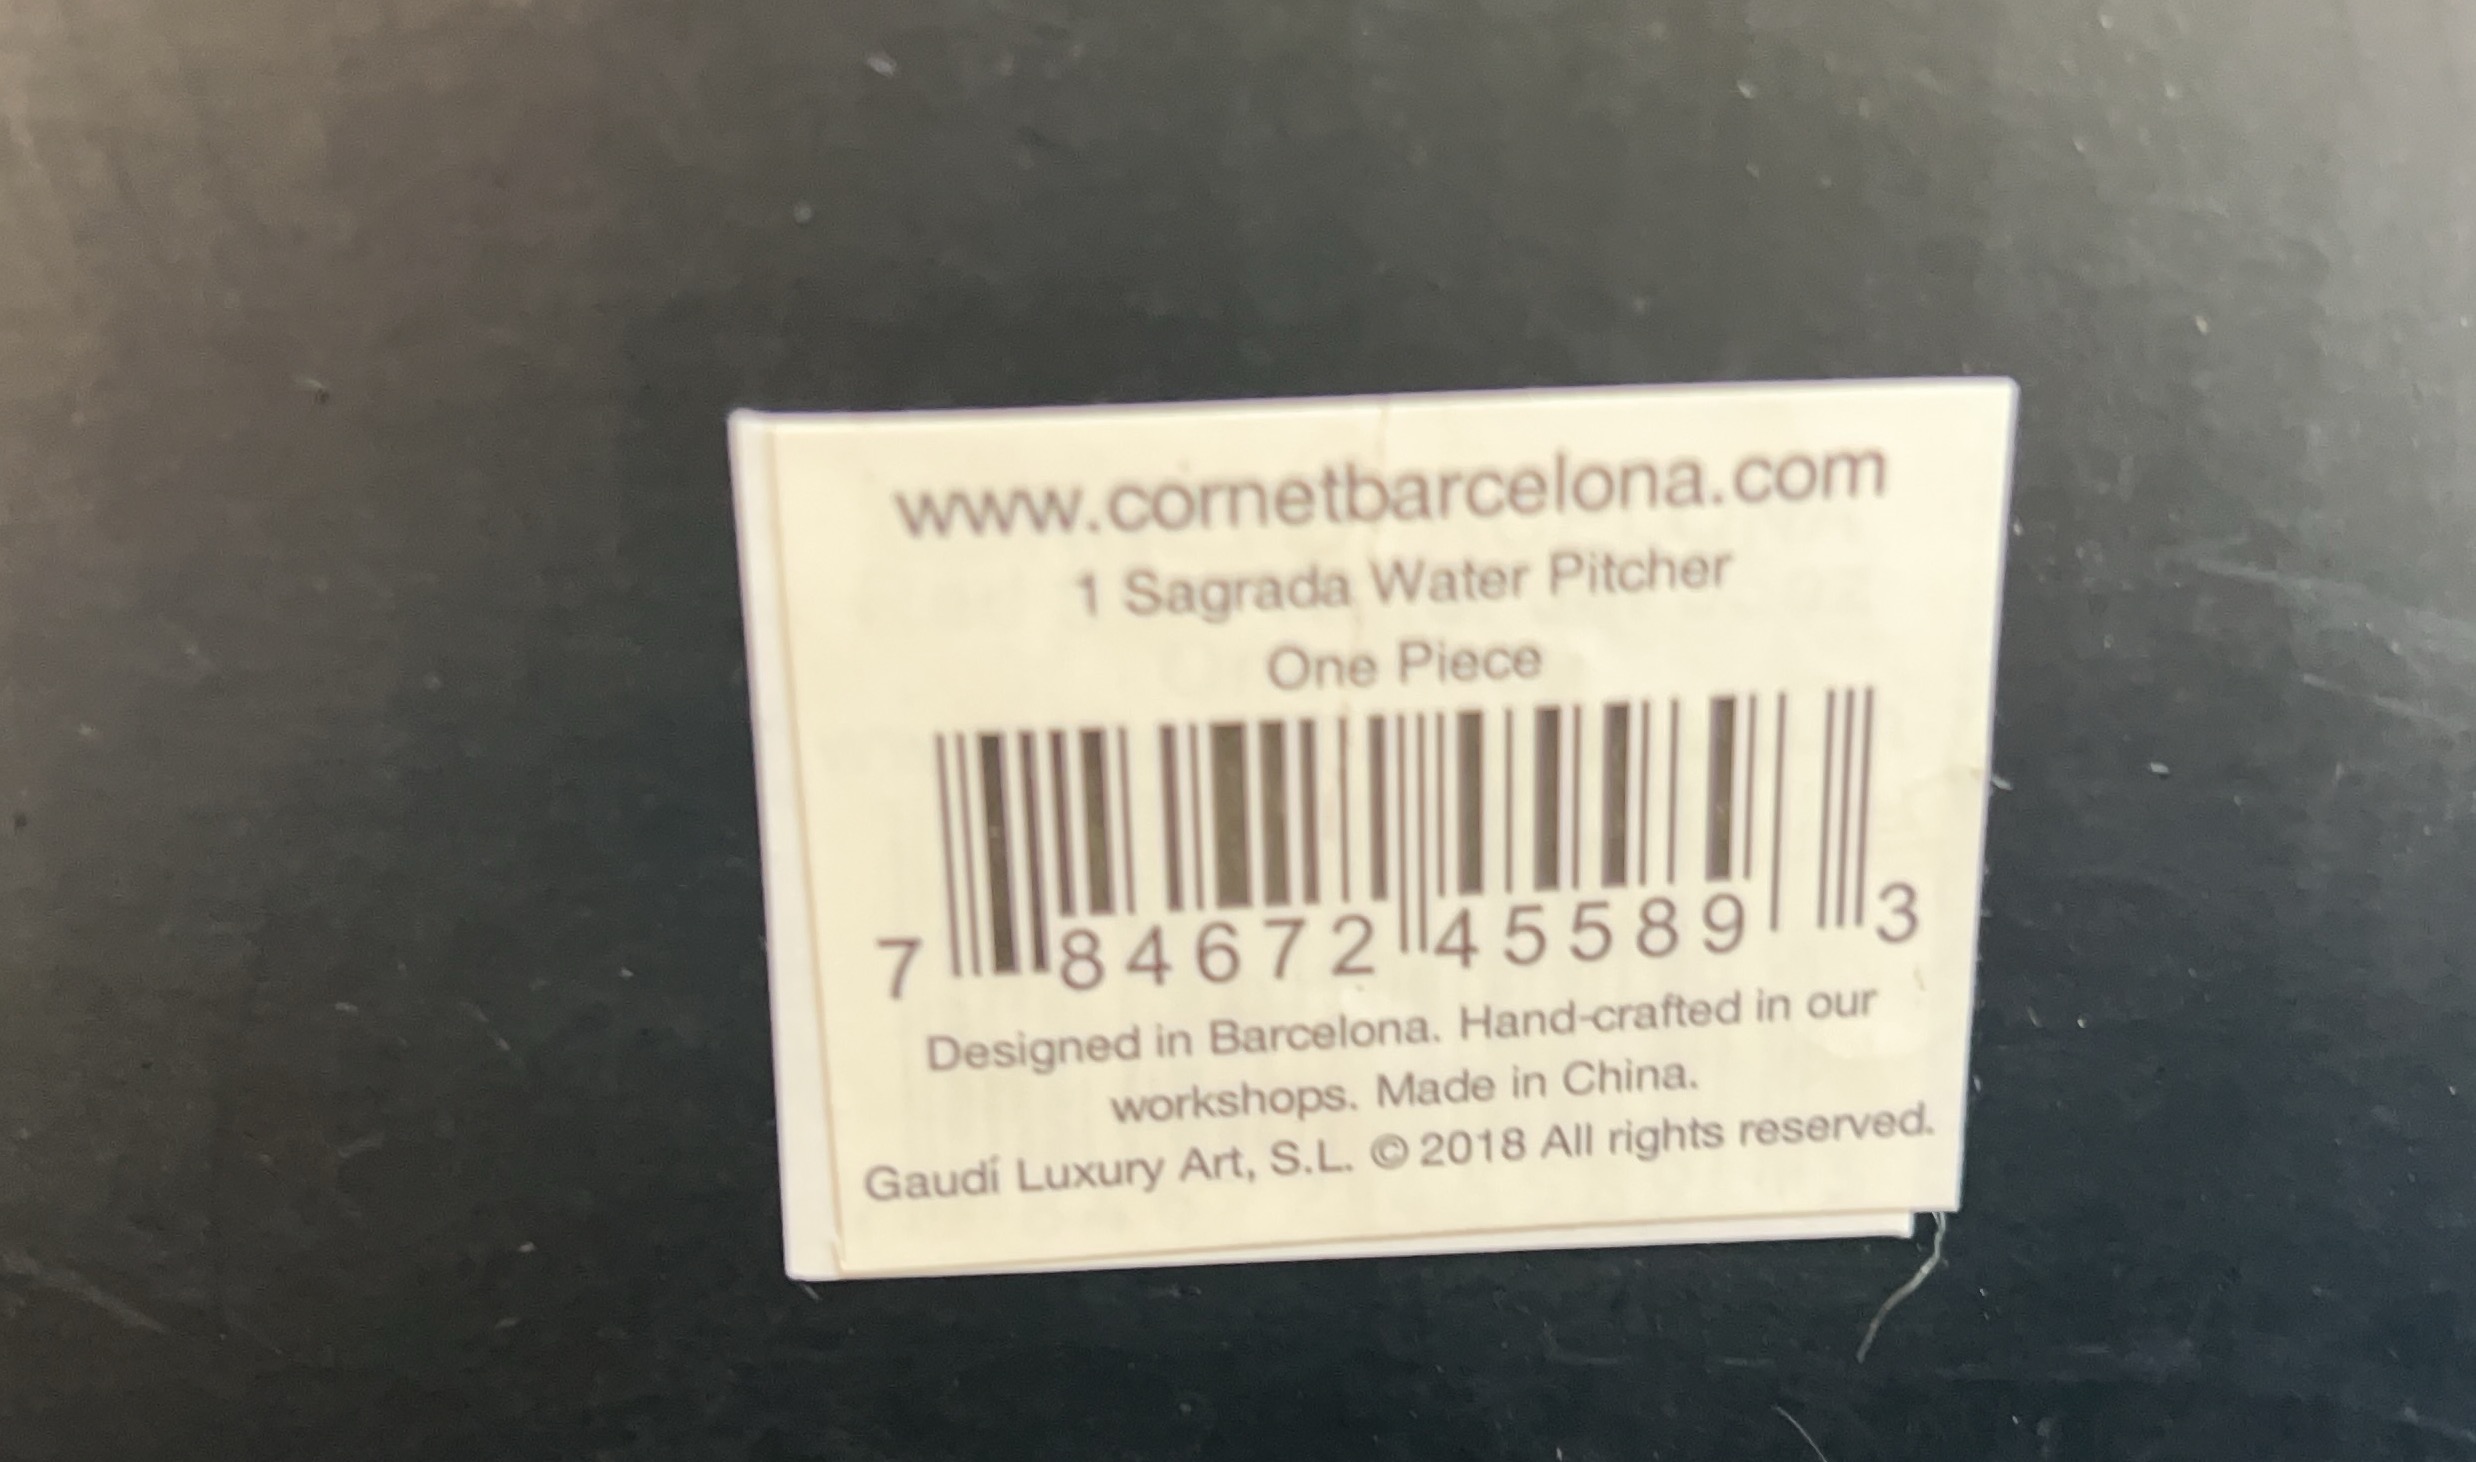 www.cornetbarcelona.com
1 Sagrada Water Pitcher
One Piece
7 84672 45589 3
Designed in Barcelona. Hand-crafted in our
workshops. Made in China.
Gaudí Luxury Art, S.L. © 2018 All rights reserved.